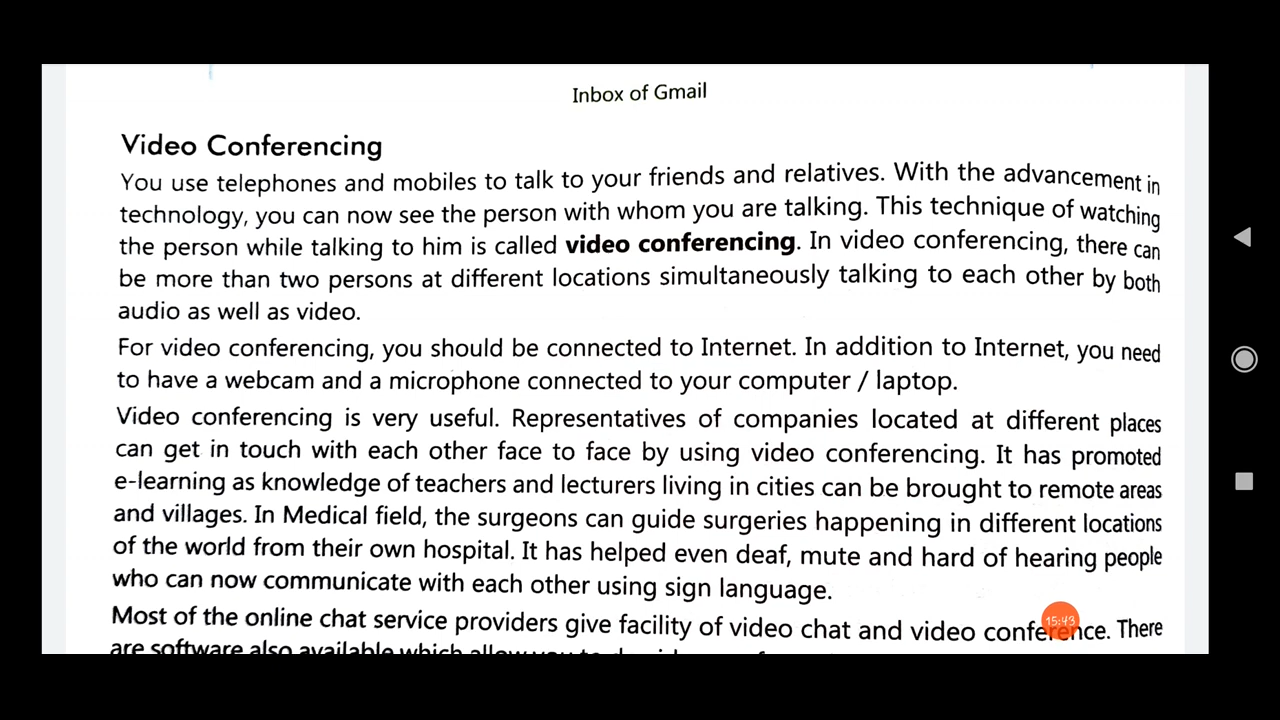 Inbox of Gmail
Video Conferencing
You use telephones and mobiles to talk to your friends and relatives. With the advancement in
technology, you can now see the person with whom you are talking. This technique of watching
the person while talking to him is called video conferencing. In video conferencing, there can
be more than two persons at different locations simultaneously talking to each other by both
audio as well as video.
For video conferencing, you should be connected to Internet. In addition to Internet, you need
to have a webcam and a microphone connected to your computer / laptop.
Video conferencing is very useful. Representatives of companies located at different places
can get in touch with each other face to face by using video conferencing. It has promoted
e-learning as knowledge of teachers and lecturers living in cities can be brought to remote areas
and villages. In Medical field, the surgeons can guide surgeries happening in different locations
of the world from their own hospital. It has helped even deaf, mute and hard of hearing people
who can now communicate with each other using sign language.
Most of the online chat service providers give facility of video chat and video conference. There
15:43
are software also available which allow you to